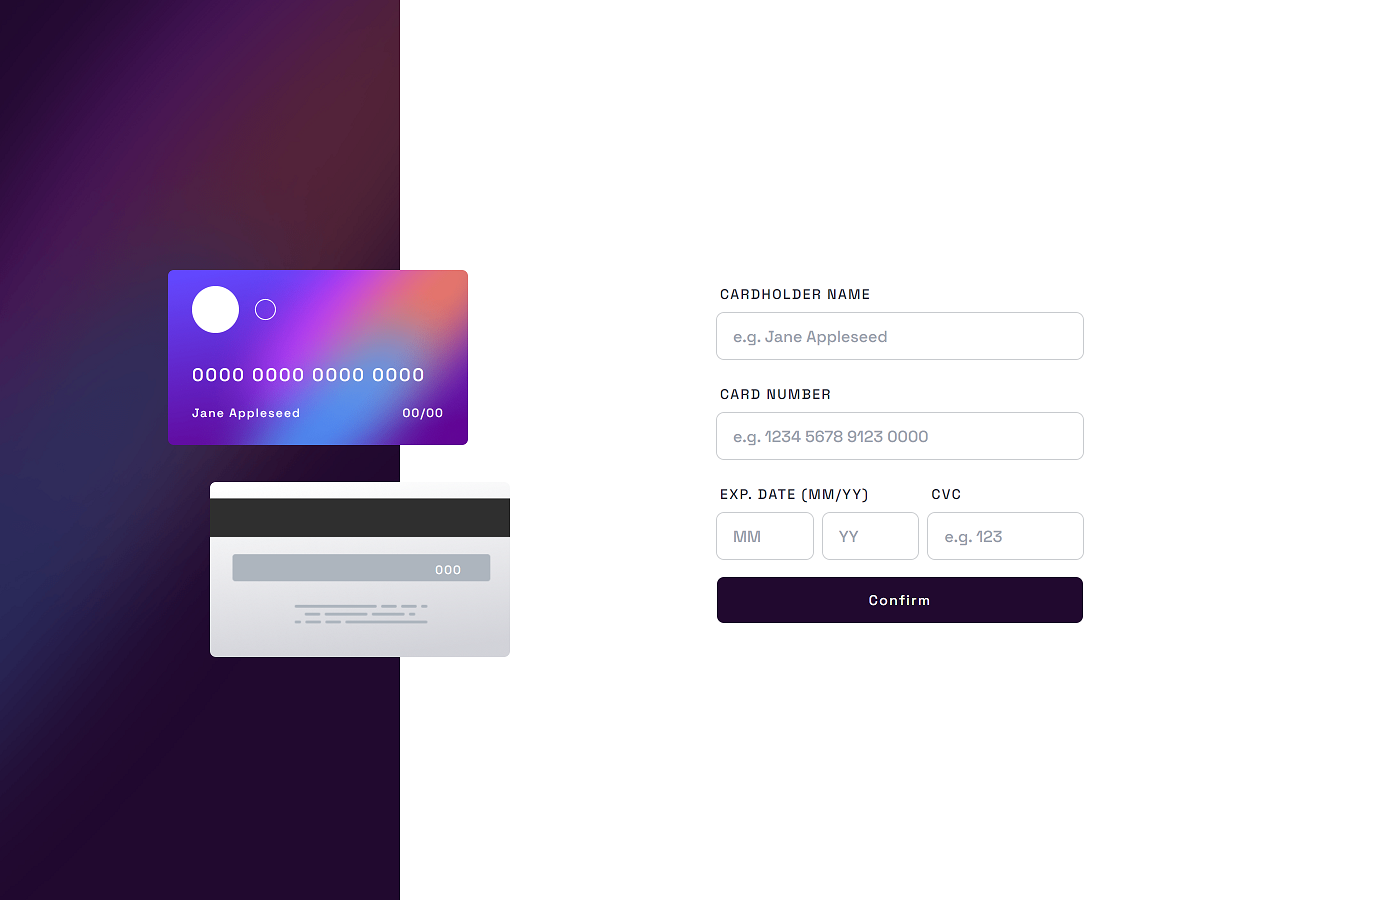 0000 0000 0000 0000
Jane Appleseed 00/00
000
CARDHOLDER NAME
e.g. Jane Appleseed
CARD NUMBER
e.g. 1234 5678 9123 0000
EXP. DATE (MM/YY) CVC
MM YY e.g. 123
Confirm